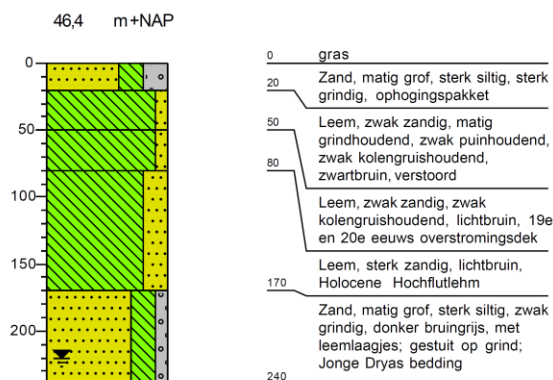 46,4 m+NAP
0
50
100
150
200
0 gras
Zand, matig grof, sterk siltig, sterk
20 grindig, ophogingspakket
50 Leem, zwak zandig, matig
grindhoudend, zwak puinhoudend,
80 zwak kolengruishoudend,
zwartbruin, verstoord
Leem, zwak zandig, zwak
kolengruishoudend, lichtbruin, 19e
en 20e eeuws overstromingsdek
Leem, sterk zandig, lichtbruin,
170 Holocene Hochflutlehm
Zand, matig grof, sterk siltig, zwak
grindig, donker bruingrijs, met
leemlaagjes; gestuit op grind;
Jonge Dryas bedding
240